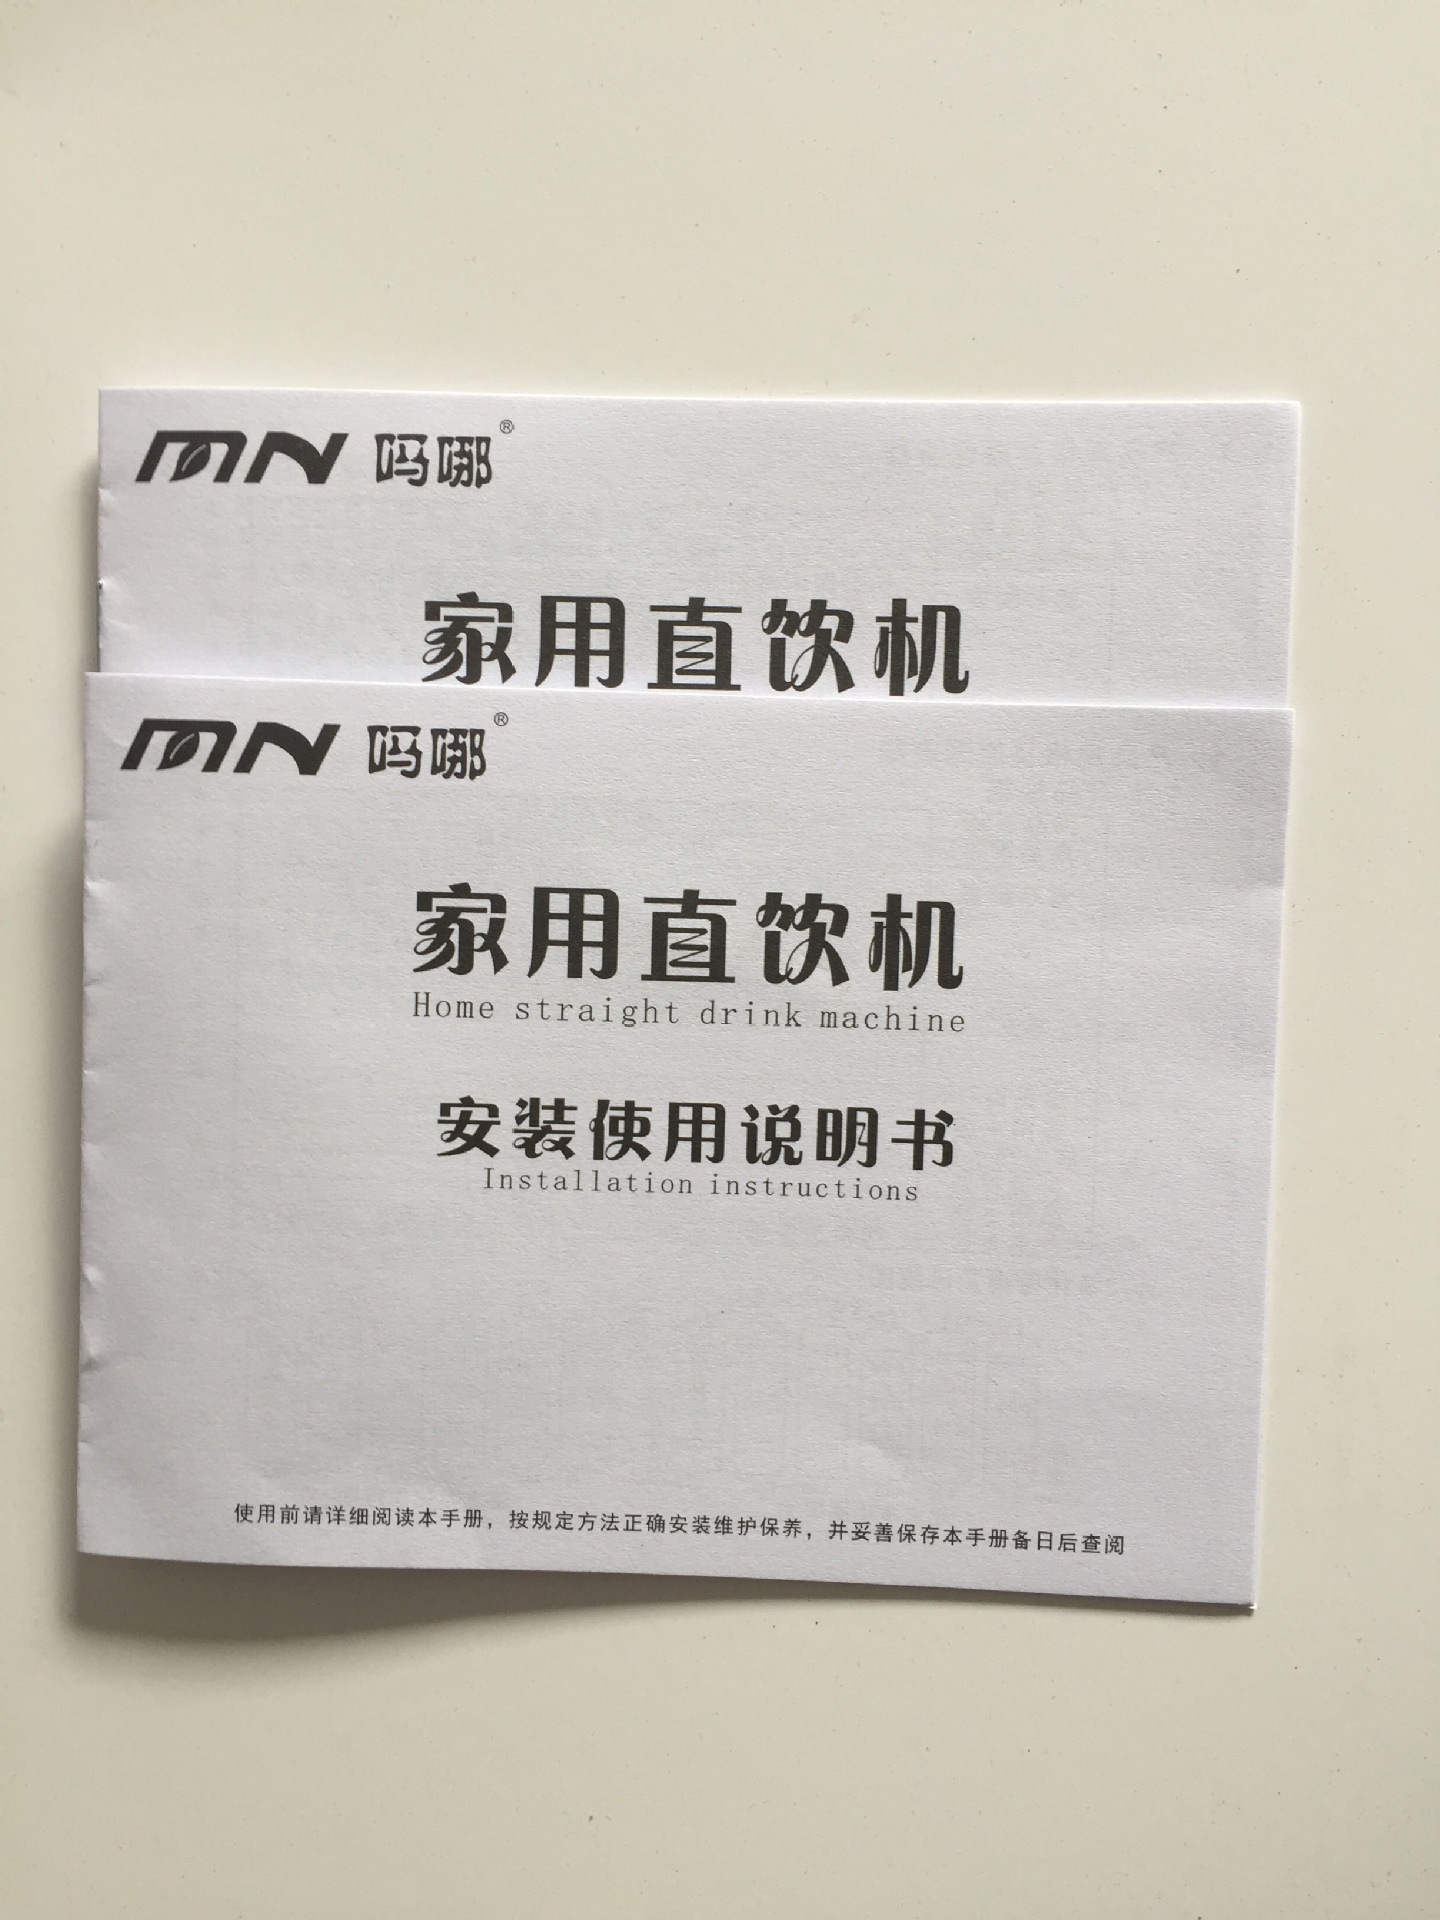 MN 吗哪®
家用直饮机
MN 吗哪®
家用直饮机
Home straight drink machine
安装使用说明书
Installation instructions
使用前请详细阅读本手册，按规定方法正确安装维护保养，并妥善保存本手册备日后查阅